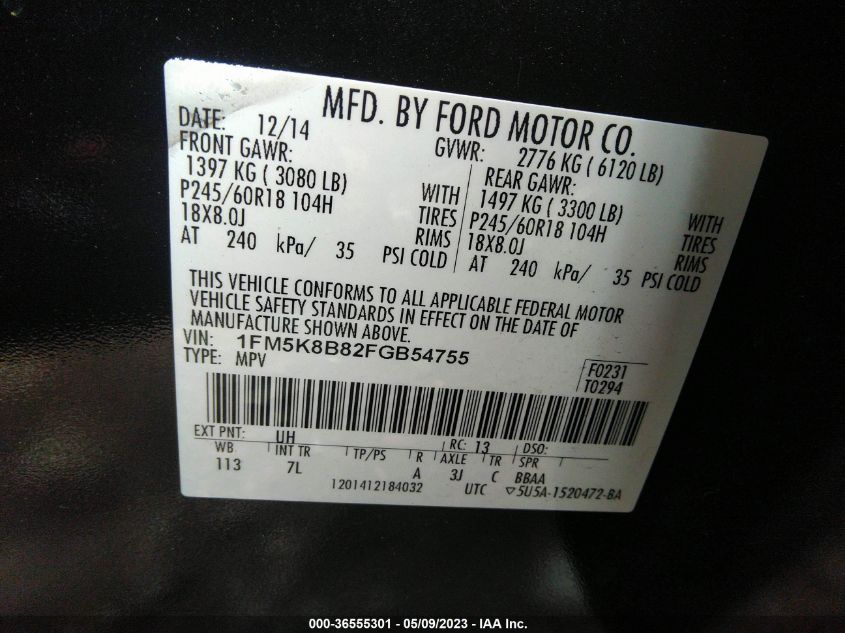 MFD. BY FORD MOTOR CO.
DATE: 12/14 GVWR: 2776 KG ( 6120 LB)
FRONT GAWR: REAR GAWR:
1397 KG ( 3080 LB) WITH 1497 KG ( 3300 LB) WITH
P245/60R18 104H TIRES P245/60R18 104H TIRES
18X8.0J RIMS 18X8.0J RIMS
AT 240 kPa/ 35 PSI COLD AT 240 kPa/ 35 PSI COLD
THIS VEHICLE CONFORMS TO ALL APPLICABLE FEDERAL MOTOR
VEHICLE SAFETY STANDARDS IN EFFECT ON THE DATE OF
MANUFACTURE SHOWN ABOVE.
VIN: 1FM5K8B82FGB54755
TYPE: MPV
F0231
T0294
EXT PNT: UH RC: 13 DSO:
WB INT TR TP/PS R AXLE TR SPR
113 7L A 3J C BBAA
1201412184032 UTC ▽5U5A-1520472-BA
000-36555301 - 05/09/2023 - IAA Inc.